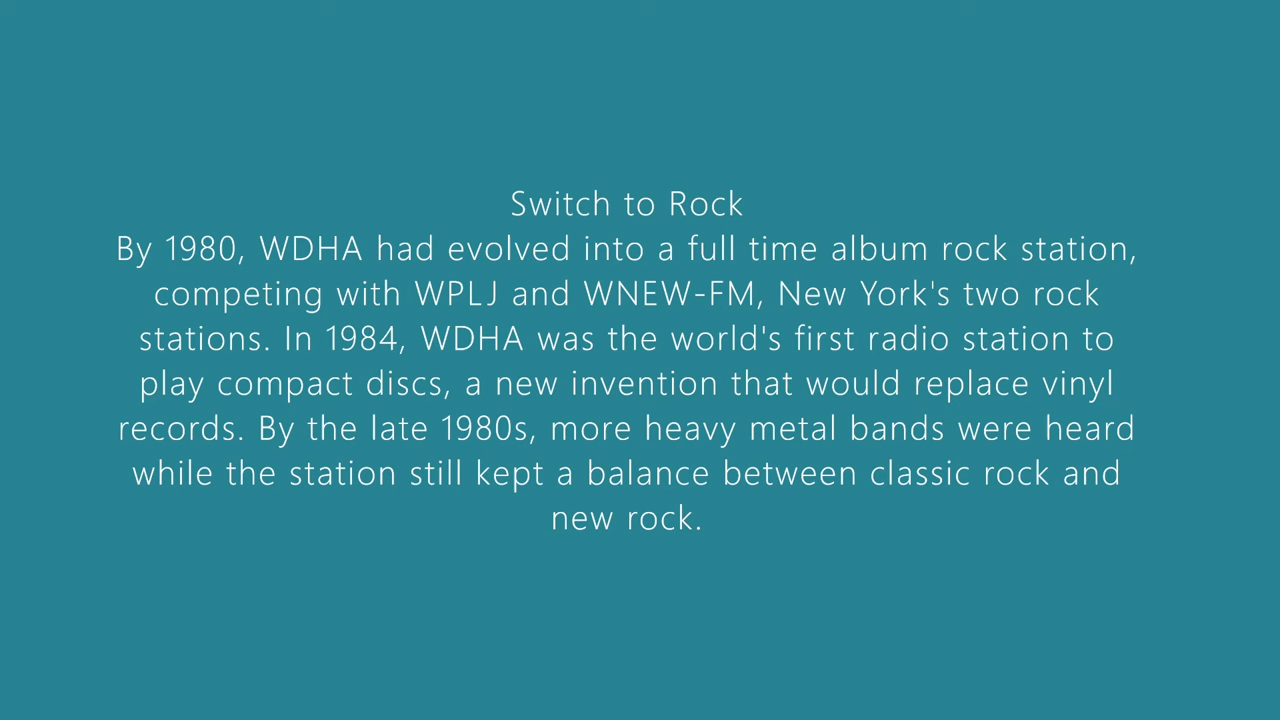 Switch to Rock
By 1980, WDHA had evolved into a full time album rock station,
competing with WPLJ and WNEW-FM, New York's two rock
stations. In 1984, WDHA was the world's first radio station to
play compact discs, a new invention that would replace vinyl
records. By the late 1980s, more heavy metal bands were heard
while the station still kept a balance between classic rock and
new rock.